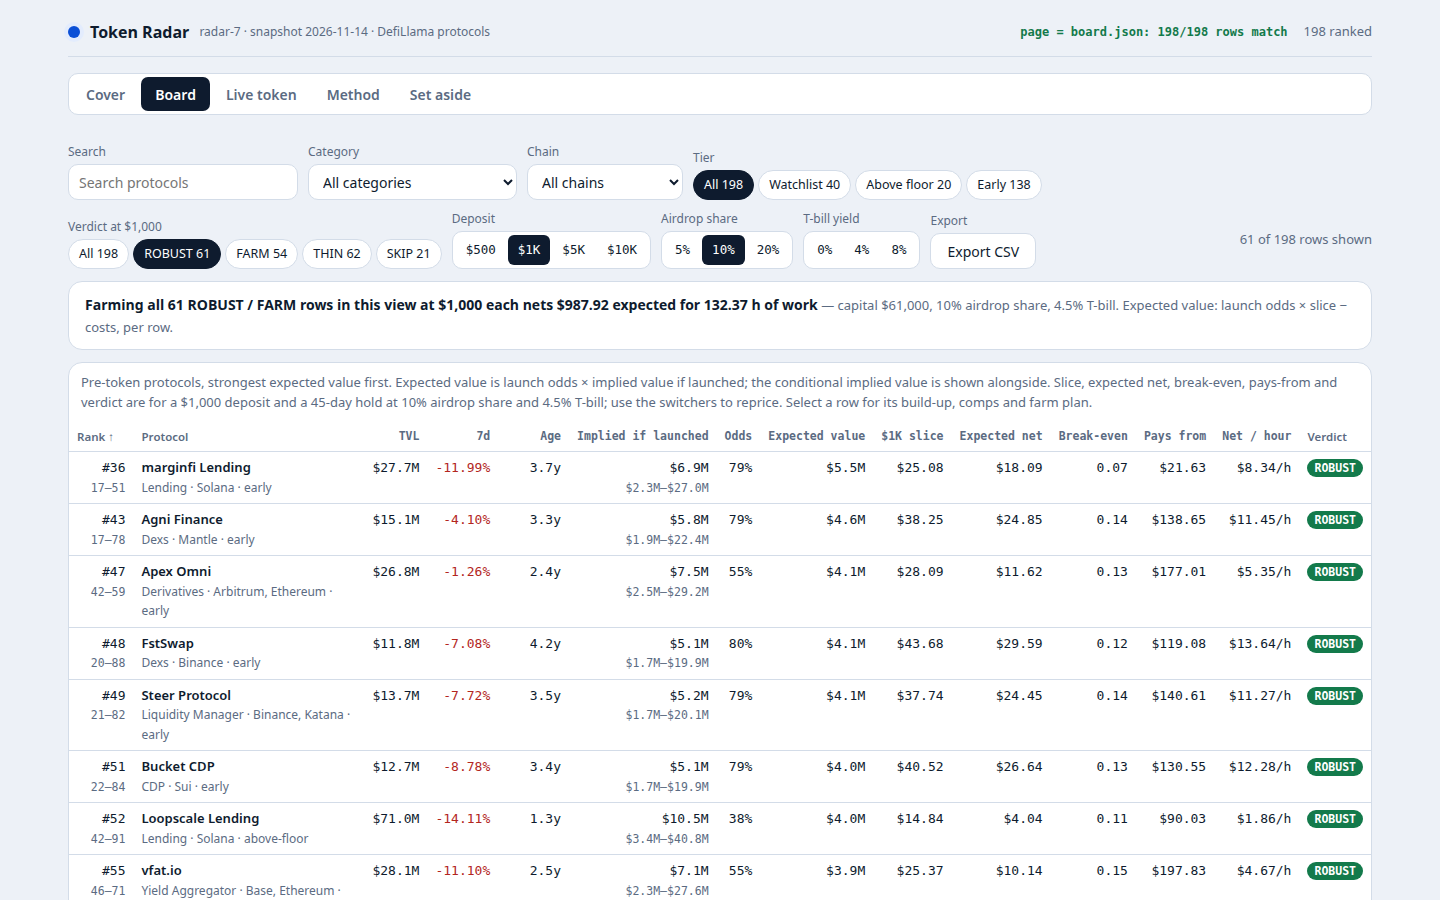 Token Radar radar-7 · snapshot 2026-11-14 · DefiLlama protocols page = board.json: 198/198 rows match 198 ranked
Cover Board Live token Method Set aside
Search Category Chain Tier
Search protocols All categories All chains All 198 Watchlist 40 Above floor 20 Early 138
Verdict at $1,000 Deposit Airdrop share T-bill yield Export
All 198 ROBUST 61 FARM 54 THIN 62 SKIP 21 $500 $1K $5K $10K 5% 10% 20% 0% 4% 8% Export CSV 61 of 198 rows shown
Farming all 61 ROBUST / FARM rows in this view at $1,000 each nets $987.92 expected for 132.37 h of work — capital $61,000, 10% airdrop share, 4.5% T-bill. Expected value: launch odds × slice −
costs, per row.
Pre-token protocols, strongest expected value first. Expected value is launch odds × implied value if launched; the conditional implied value is shown alongside. Slice, expected net, break-even, pays-from and
verdict are for a $1,000 deposit and a 45-day hold at 10% airdrop share and 4.5% T-bill; use the switchers to reprice. Select a row for its build-up, comps and farm plan.
Rank ↑ Protocol TVL 7d Age Implied if launched Odds Expected value $1K slice Expected net Break-even Pays from Net / hour Verdict
#36 marginfi Lending $27.7M -11.99% 3.7y $6.9M 79% $5.5M $25.08 $18.09 0.07 $21.63 $8.34/h ROBUST
17–51 Lending · Solana · early $2.3M–$27.0M
#43 Agni Finance $15.1M -4.10% 3.3y $5.8M 79% $4.6M $38.25 $24.85 0.14 $138.65 $11.45/h ROBUST
17–78 Dexs · Mantle · early $1.9M–$22.4M
#47 Apex Omni $26.8M -1.26% 2.4y $7.5M 55% $4.1M $28.09 $11.62 0.13 $177.01 $5.35/h ROBUST
42–59 Derivatives · Arbitrum, Ethereum · $2.5M–$29.2M
early
#48 FstSwap $11.8M -7.08% 4.2y $5.1M 80% $4.1M $43.68 $29.59 0.12 $119.08 $13.64/h ROBUST
20–88 Dexs · Binance · early $1.7M–$19.9M
#49 Steer Protocol $13.7M -7.72% 3.5y $5.2M 79% $4.1M $37.74 $24.45 0.14 $140.61 $11.27/h ROBUST
21–82 Liquidity Manager · Binance, Katana · $1.7M–$20.1M
early
#51 Bucket CDP $12.7M -8.78% 3.4y $5.1M 79% $4.0M $40.52 $26.64 0.13 $130.55 $12.28/h ROBUST
22–84 CDP · Sui · early $1.7M–$19.9M
#52 Loopscale Lending $71.0M -14.11% 1.3y $10.5M 38% $4.0M $14.84 $4.04 0.11 $90.03 $1.86/h ROBUST
42–91 Lending · Solana · above-floor $3.4M–$40.8M
#55 vfat.io $28.1M -11.10% 2.5y $7.1M 55% $3.9M $25.37 $10.14 0.15 $197.83 $4.67/h ROBUST
46–71 Yield Aggregator · Base, Ethereum · $2.3M–$27.6M